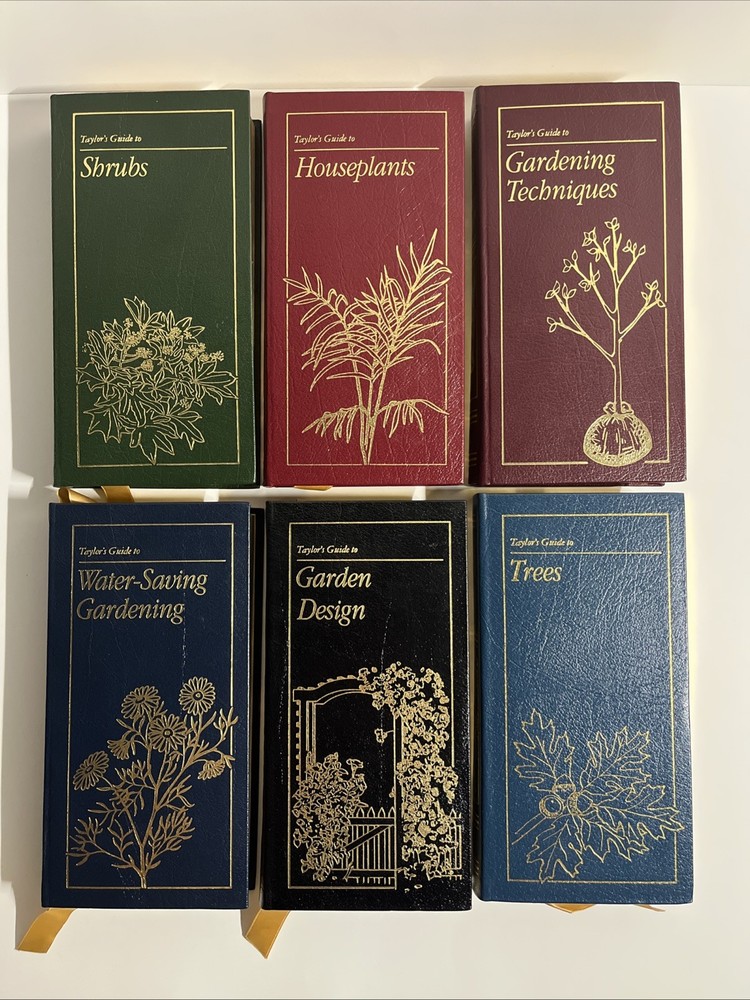 Taylor's Guide to
Shrubs
Taylor's Guide to
Houseplants
Taylor's Guide to
Gardening
Techniques
Taylor's Guide to
Water-Saving
Gardening
Taylor's Guide to
Garden
Design
Taylor's Guide to
Trees